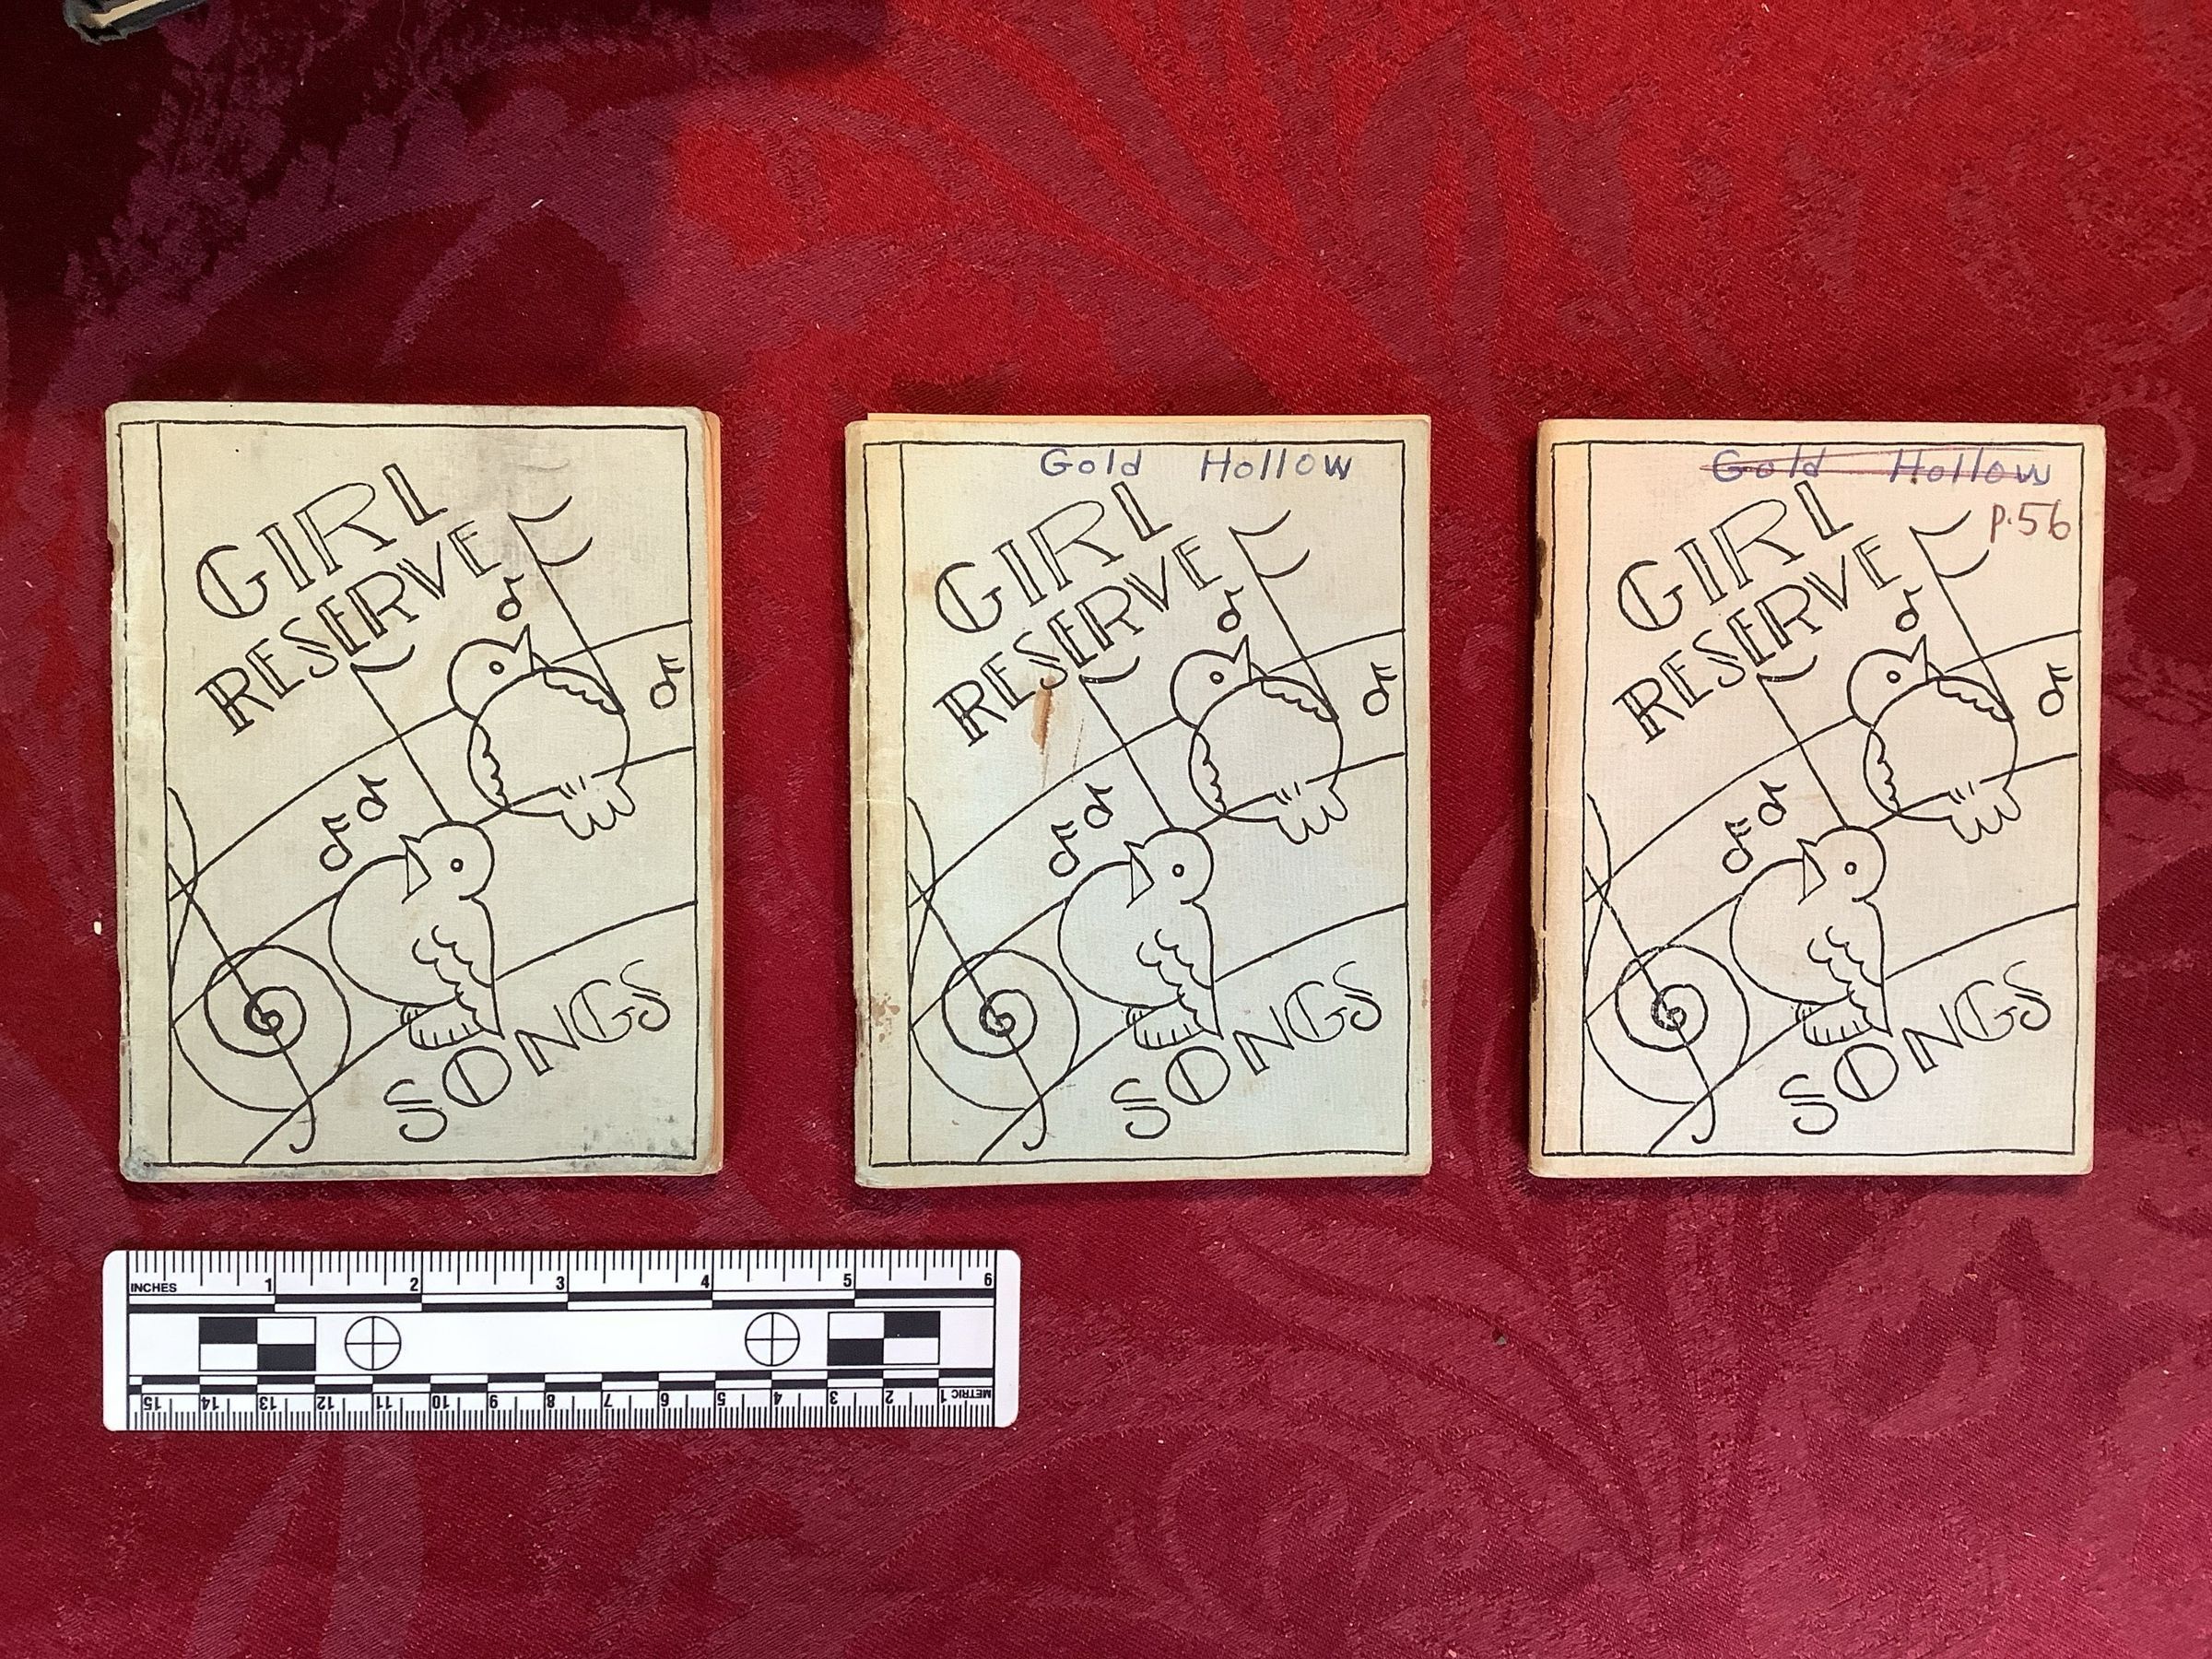 GIRL
RESERVE
SONGS
Gold Hollow
GIRL
RESERVE
SONGS
Gold Hollow
p.56
GIRL
RESERVE
SONGS
INCHES 1 2 3 4 5 6
METRIC 1 2 3 4 5 6 7 8 9 10 11 12 13 14 15